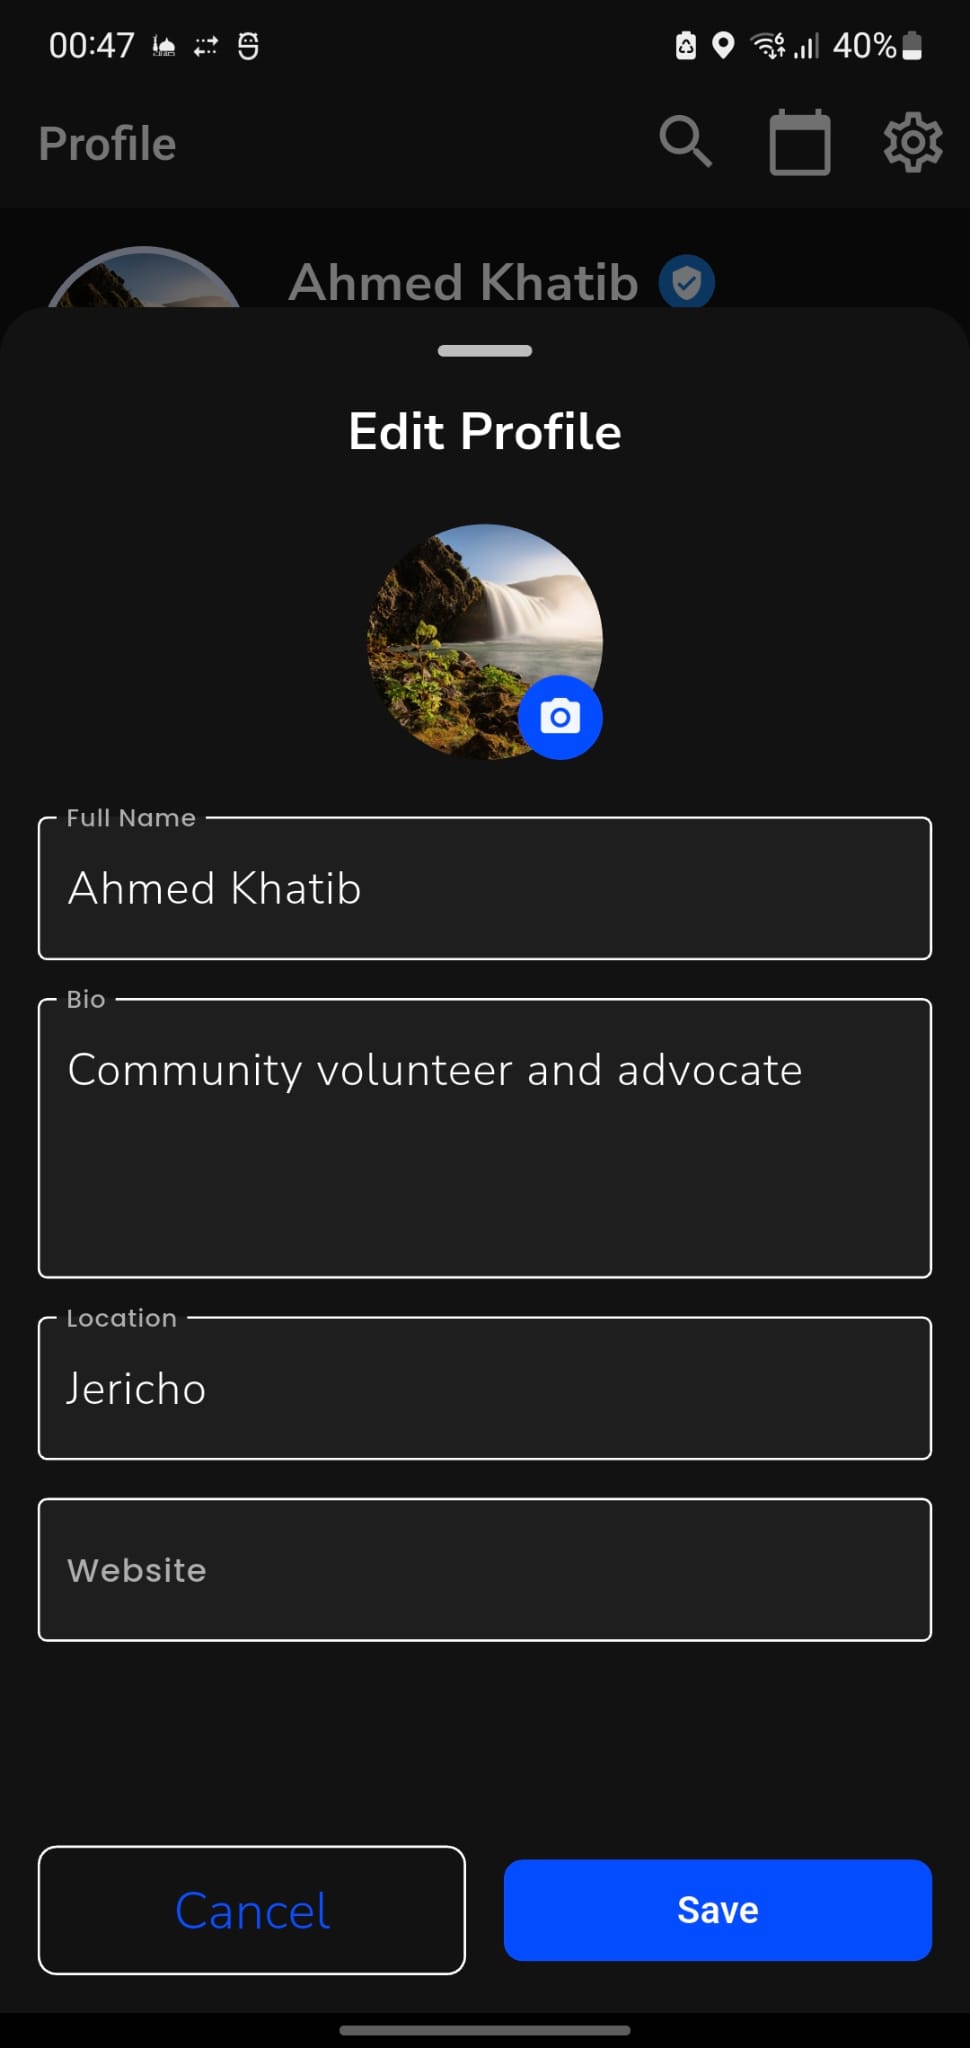 00:47
40%
Profile
Ahmed Khatib
Edit Profile
Full Name
Ahmed Khatib
Bio
Community volunteer and advocate
Location
Jericho
Website
Cancel
Save